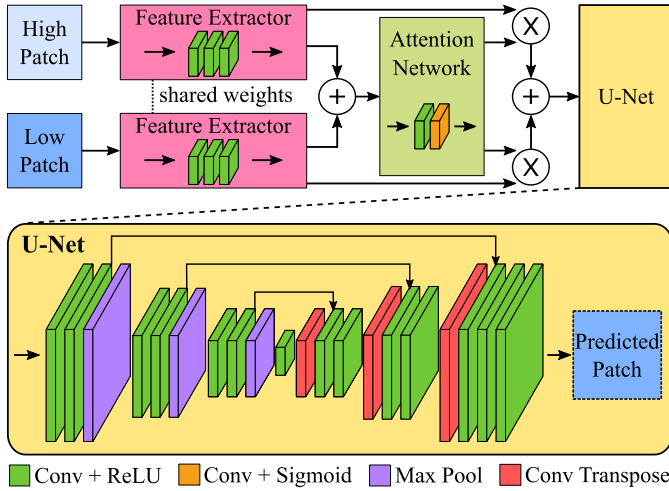 High
Patch
Feature Extractor
Attention
Network
X
+
+
U-Net
shared weights
Low
Patch
Feature Extractor
X
U-Net
Predicted
Patch
Conv + ReLU
Conv + Sigmoid
Max Pool
Conv Transpose